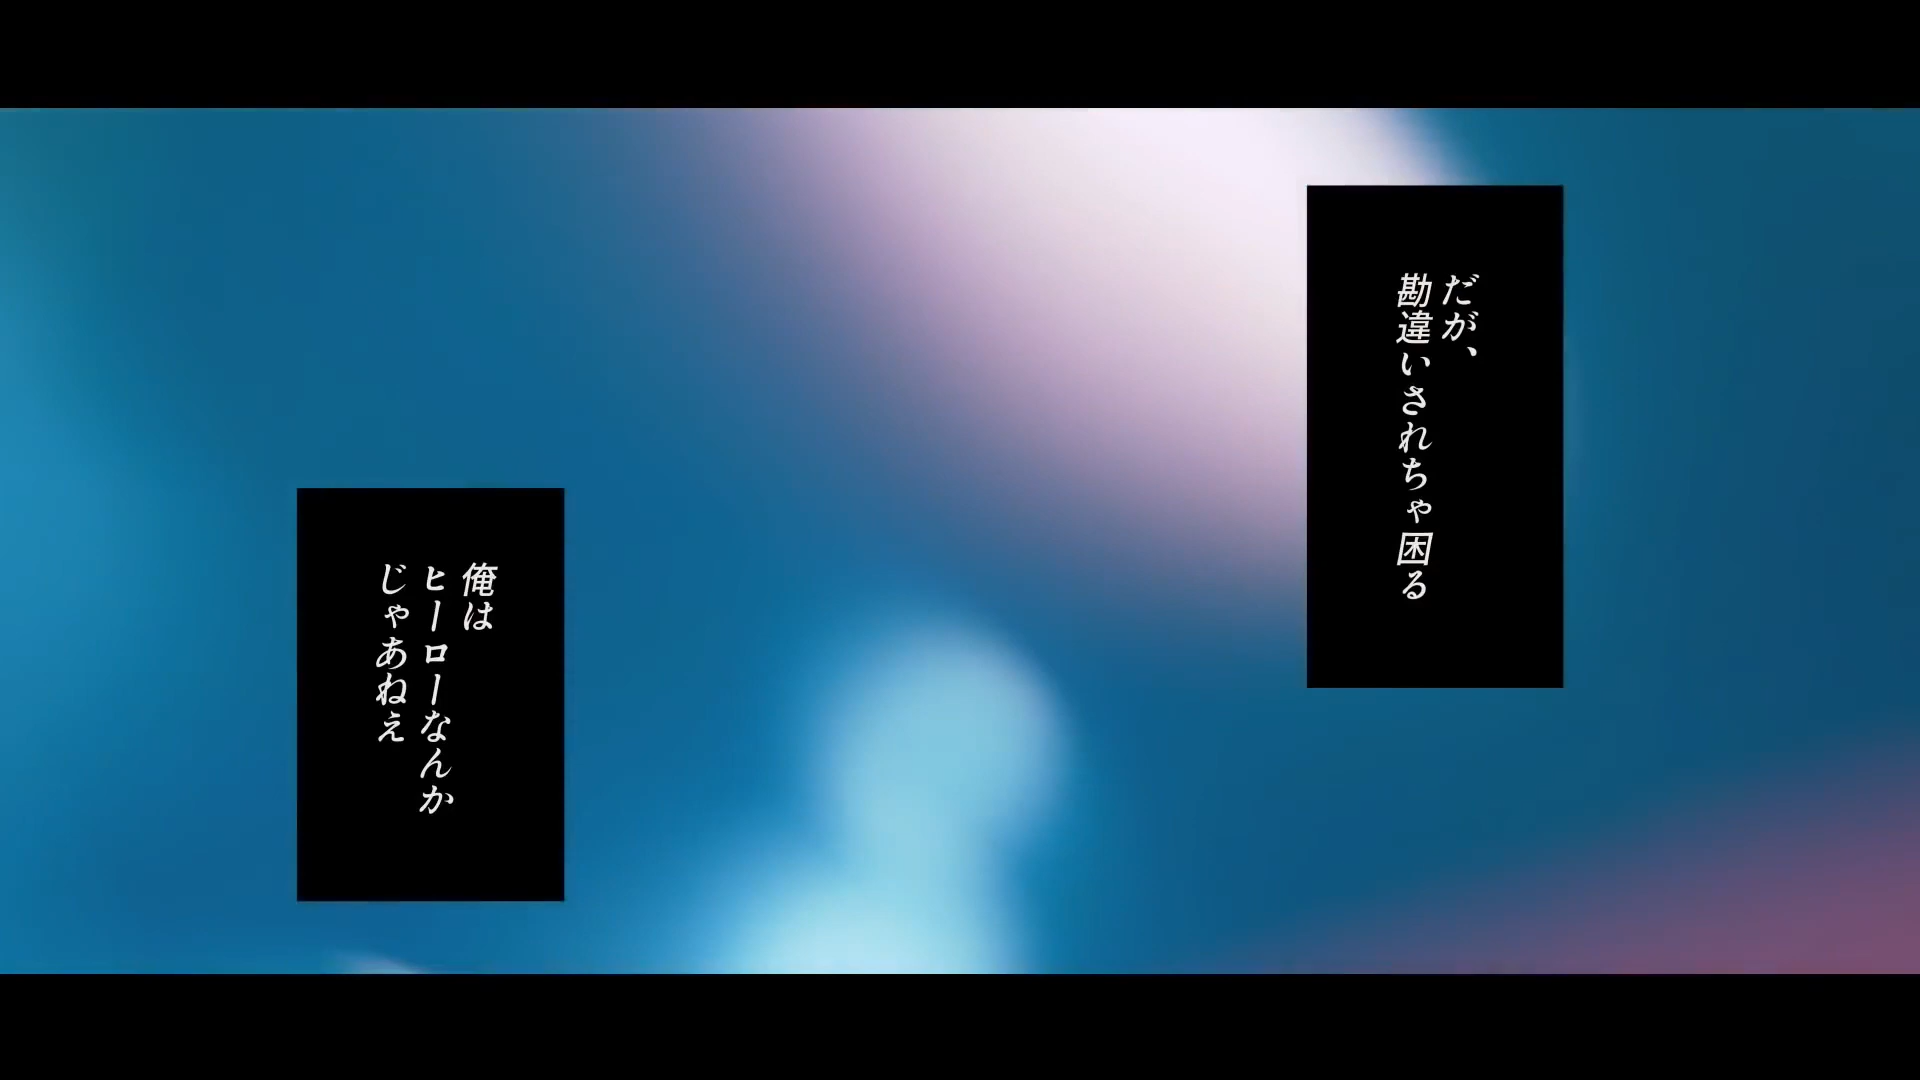 だが、
勘違いされちゃ困る
俺は
ヒーローなんか
じゃあねえ